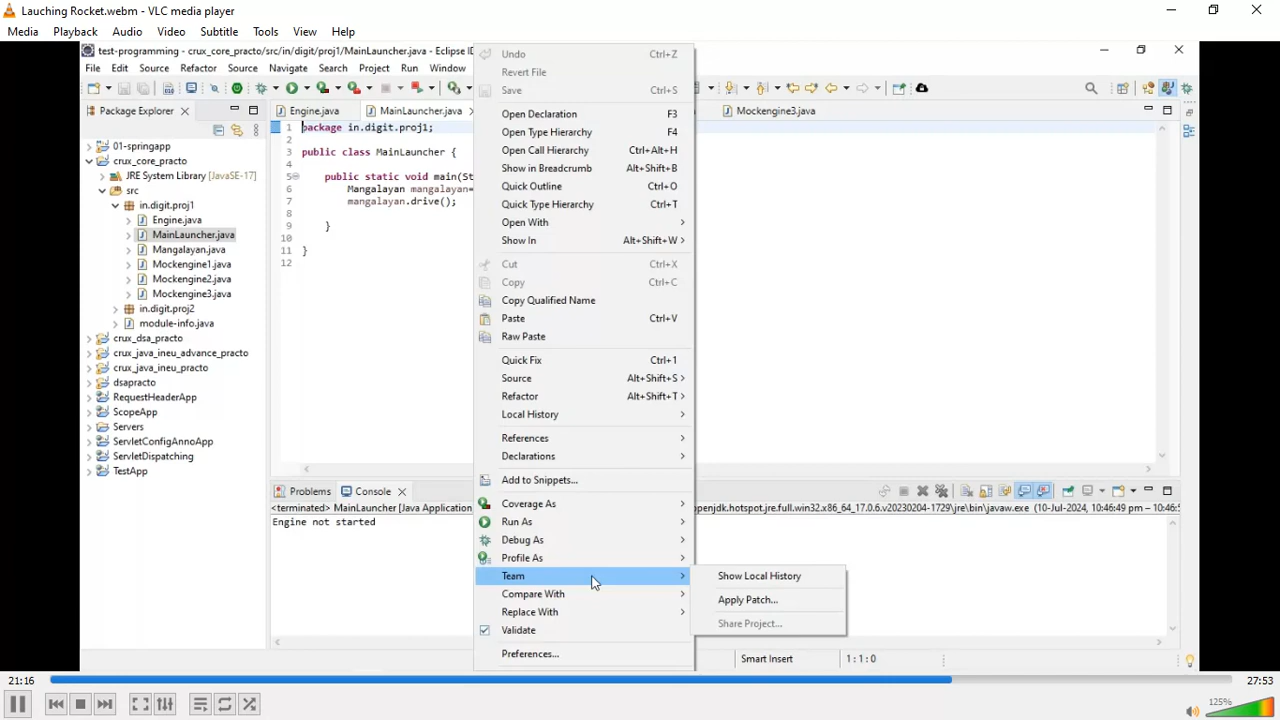 Lauching Rocket.webm - VLC media player
Media Playback Audio Video Subtitle Tools View Help
test-programming - crux_core_practo/src/in/digit/proj1/MainLauncher.java - Eclipse ID
File Edit Source Refactor Source Navigate Search Project Run Window
Package Explorer
01-springapp
crux_core_practo
JRE System Library [JavaSE-17]
src
in.digit.proj1
Engine.java
MainLauncher.java
Mangalayan.java
Mockengine1.java
Mockengine2.java
Mockengine3.java
in.digit.proj2
module-info.java
crux_dsa_practo
crux_java_ineu_advance_practo
crux_java_ineu_practo
dsapracto
RequestHeaderApp
ScopeApp
Servers
ServletConfigAnnoApp
ServletDispatching
TestApp
Engine.java MainLauncher.java Mockengine3.java
1 package in.digit.proj1;
2
3 public class MainLauncher {
4
5 public static void main(St
6 Mangalayan mangalayan=
7 mangalayan.drive();
8
9 }
10
11 }
12
Undo Ctrl+Z
Revert File
Save Ctrl+S
Open Declaration F3
Open Type Hierarchy F4
Open Call Hierarchy Ctrl+Alt+H
Show in Breadcrumb Alt+Shift+B
Quick Outline Ctrl+O
Quick Type Hierarchy Ctrl+T
Open With
Show In Alt+Shift+W
Cut Ctrl+X
Copy Ctrl+C
Copy Qualified Name
Paste Ctrl+V
Raw Paste
Quick Fix Ctrl+1
Source Alt+Shift+S
Refactor Alt+Shift+T
Local History
References
Declarations
Add to Snippets...
Coverage As
Run As
Debug As
Profile As
Team
Compare With
Replace With
Validate
Preferences...
Show Local History
Apply Patch...
Share Project...
Problems Console
<terminated> MainLauncher [Java Application openjdk.hotspot.jre.full.win32.x86_64_17.0.6.v20230204-1729\jre\bin\javaw.exe (10-Jul-2024, 10:46:49 pm – 10:46:5
Engine not started
Smart Insert 1:1:0
21:16 27:53
125%